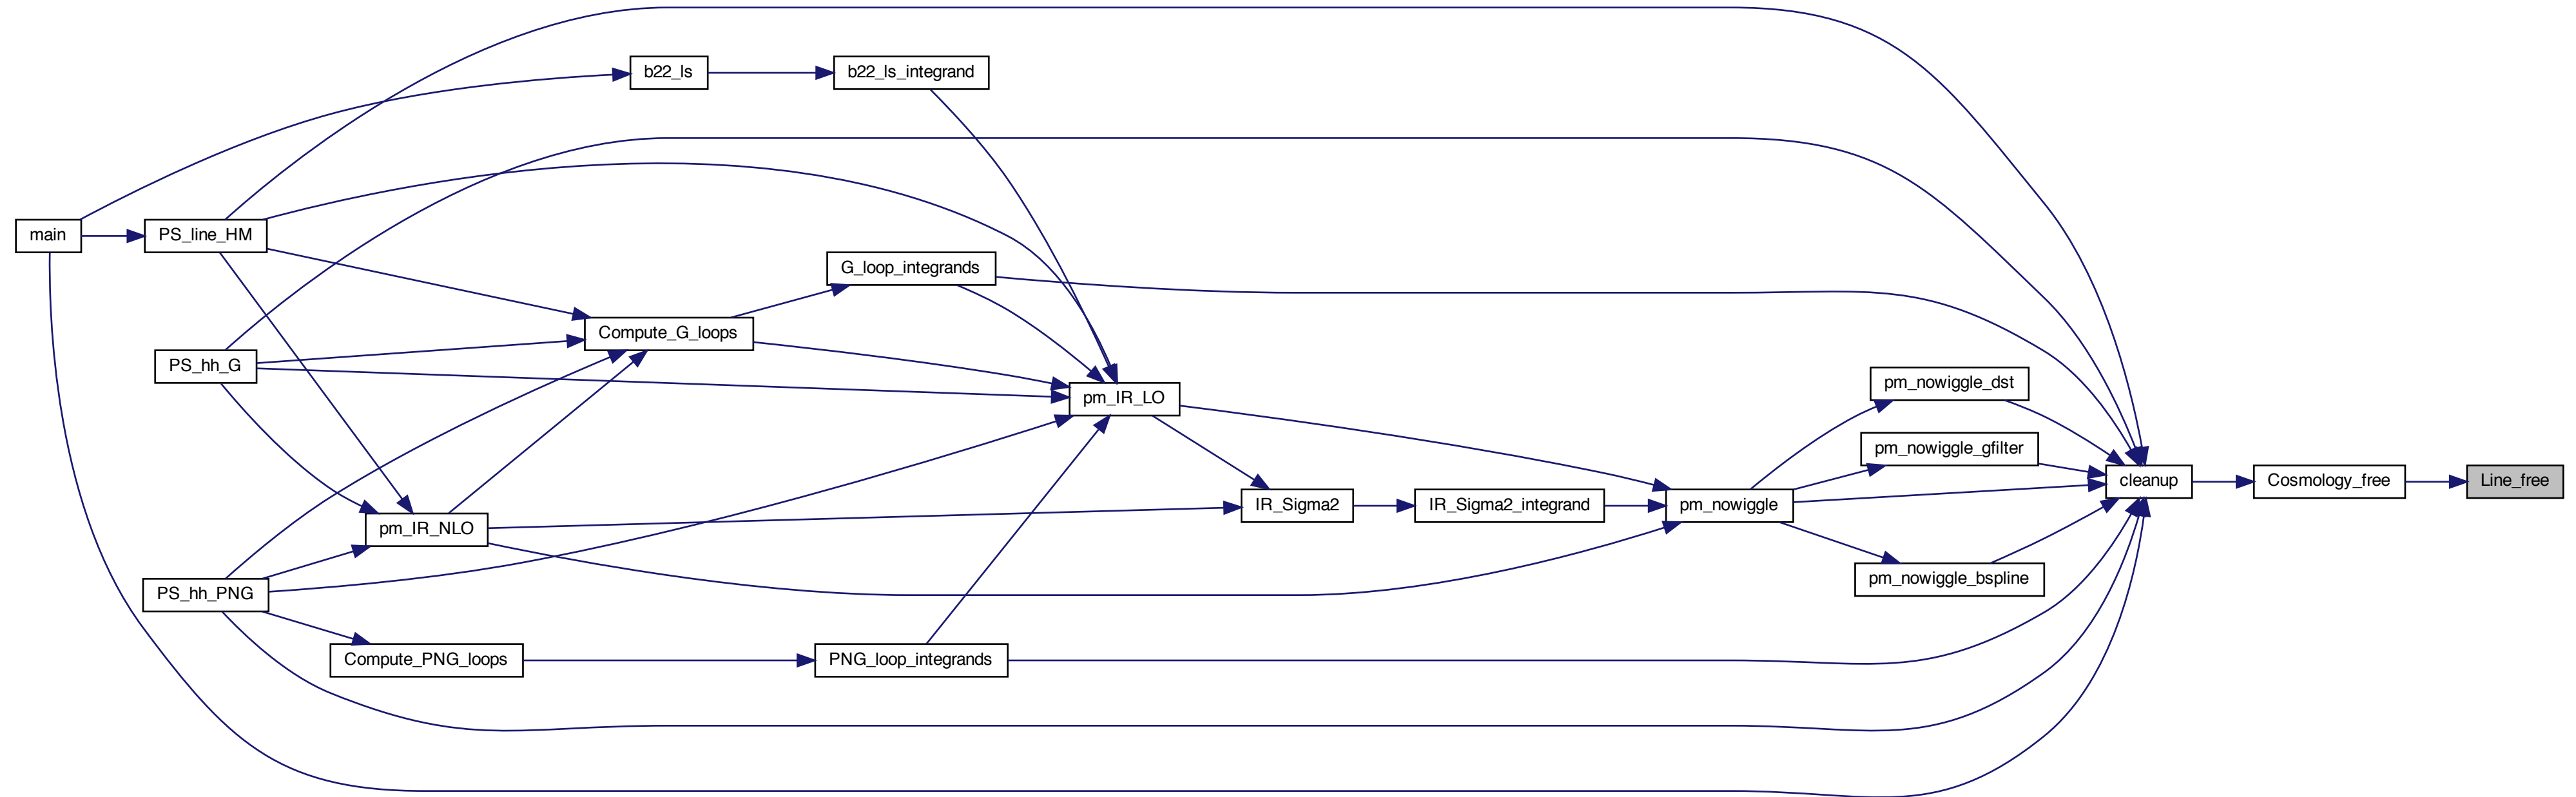 b22_ls
b22_ls_integrand
main
PS_line_HM
G_loop_integrands
Compute_G_loops
PS_hh_G
pm_IR_LO
pm_nowiggle_dst
pm_nowiggle_gfilter
cleanup
Cosmology_free
Line_free
IR_Sigma2
IR_Sigma2_integrand
pm_nowiggle
pm_IR_NLO
pm_nowiggle_bspline
PS_hh_PNG
Compute_PNG_loops
PNG_loop_integrands